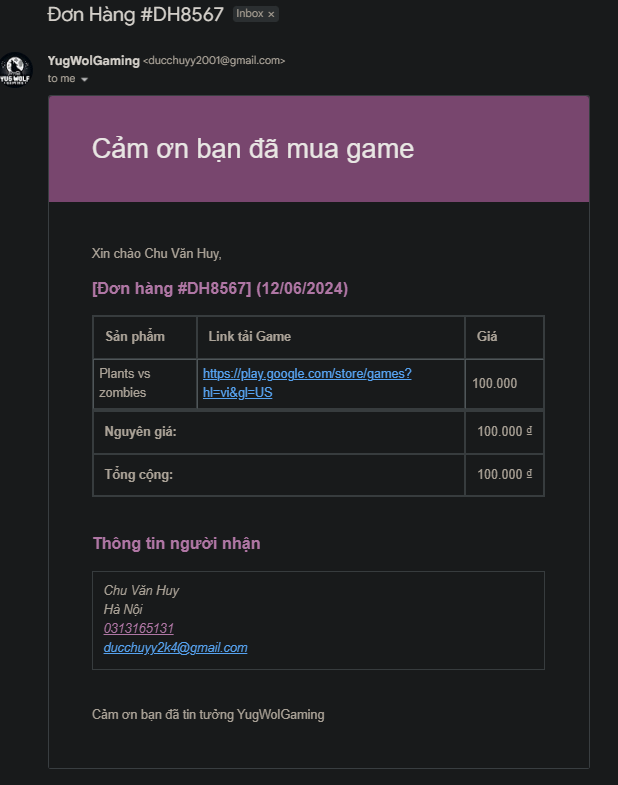 Đơn Hàng #DH8567 Inbox ×
YugWolGaming <ducchuyy2001@gmail.com>
to me
YUG WOLF
GAMING
Cảm ơn bạn đã mua game
Xin chào Chu Văn Huy,
[Đơn hàng #DH8567] (12/06/2024)
Sản phẩm Link tải Game Giá
Plants vs
zombies
https://play.google.com/store/games?
hl=vi&gl=US
100.000
Nguyên giá: 100.000 ₫
Tổng cộng: 100.000 ₫
Thông tin người nhận
Chu Văn Huy
Hà Nội
0313165131
ducchuyy2k4@gmail.com
Cảm ơn bạn đã tin tưởng YugWolGaming